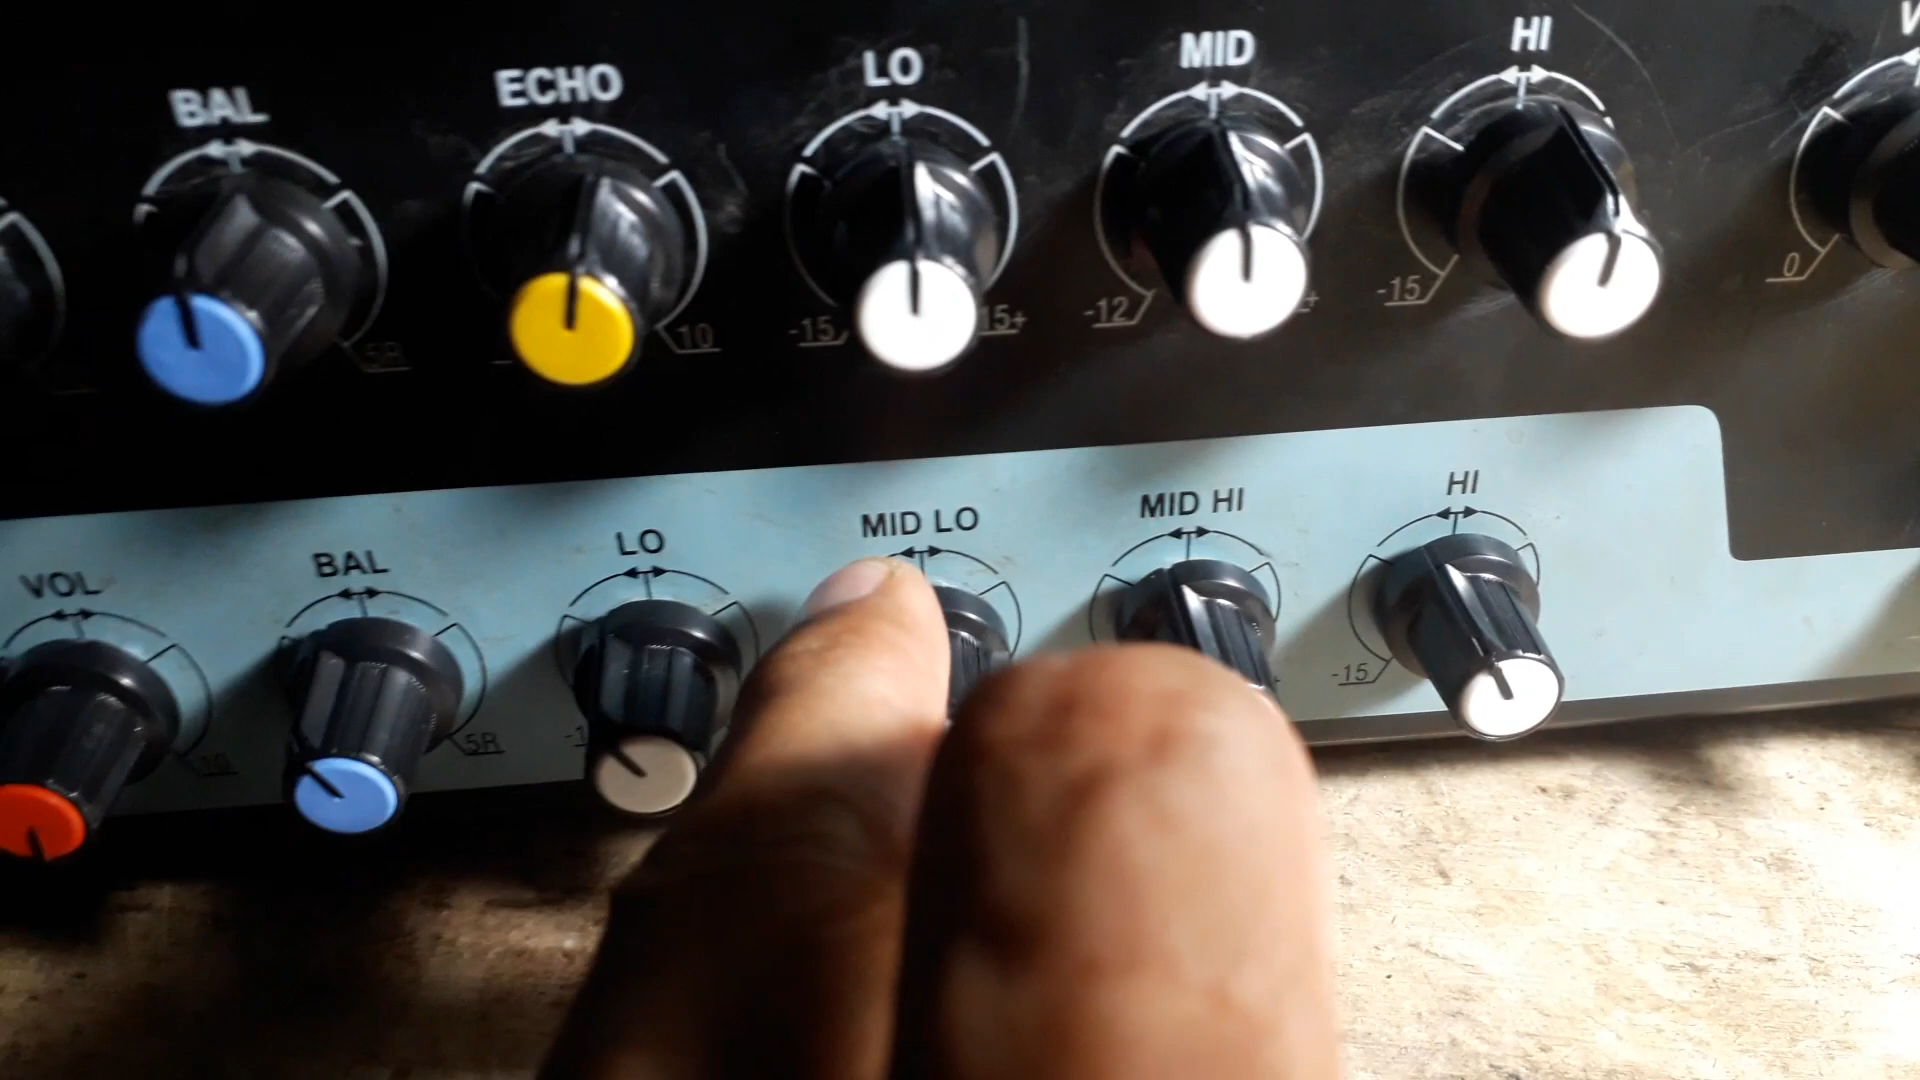 BAL ECHO LO MID HI
5R 10 -15 15+ -12 + -15 0
VOL BAL LO MID LO MID HI HI
10 5R -1 + -15